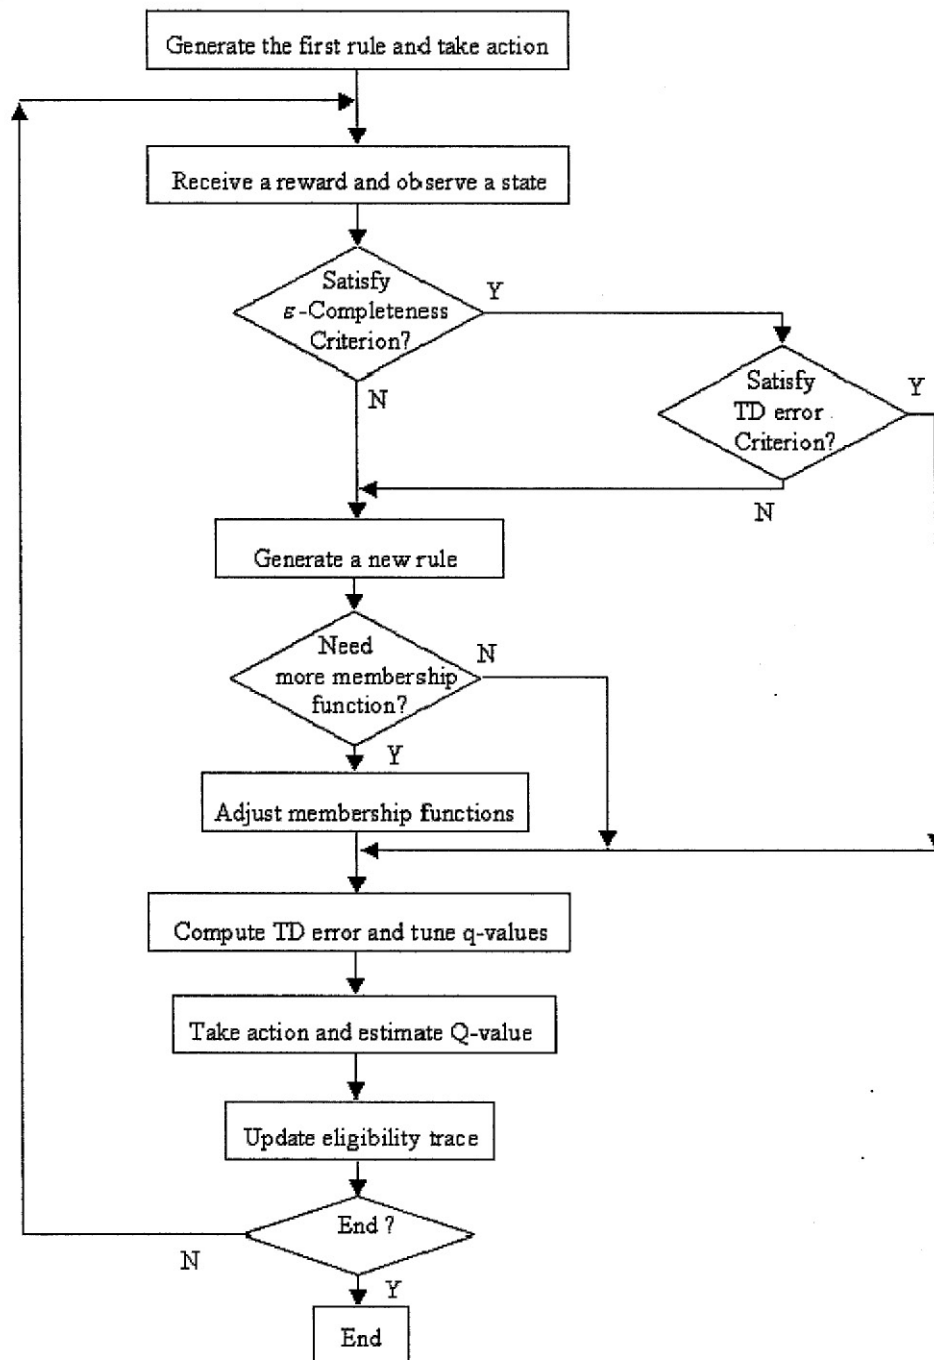 Generate the first rule and take action
Receive a reward and observe a state
Satisfy
ε-Completeness
Criterion?
Y
N
Satisfy
TD error
Criterion?
Y
N
Generate a new rule
Need
more membership
function?
N
Y
Adjust membership functions
Compute TD error and tune q-values
Take action and estimate Q-value
Update eligibility trace
End ?
N
Y
End